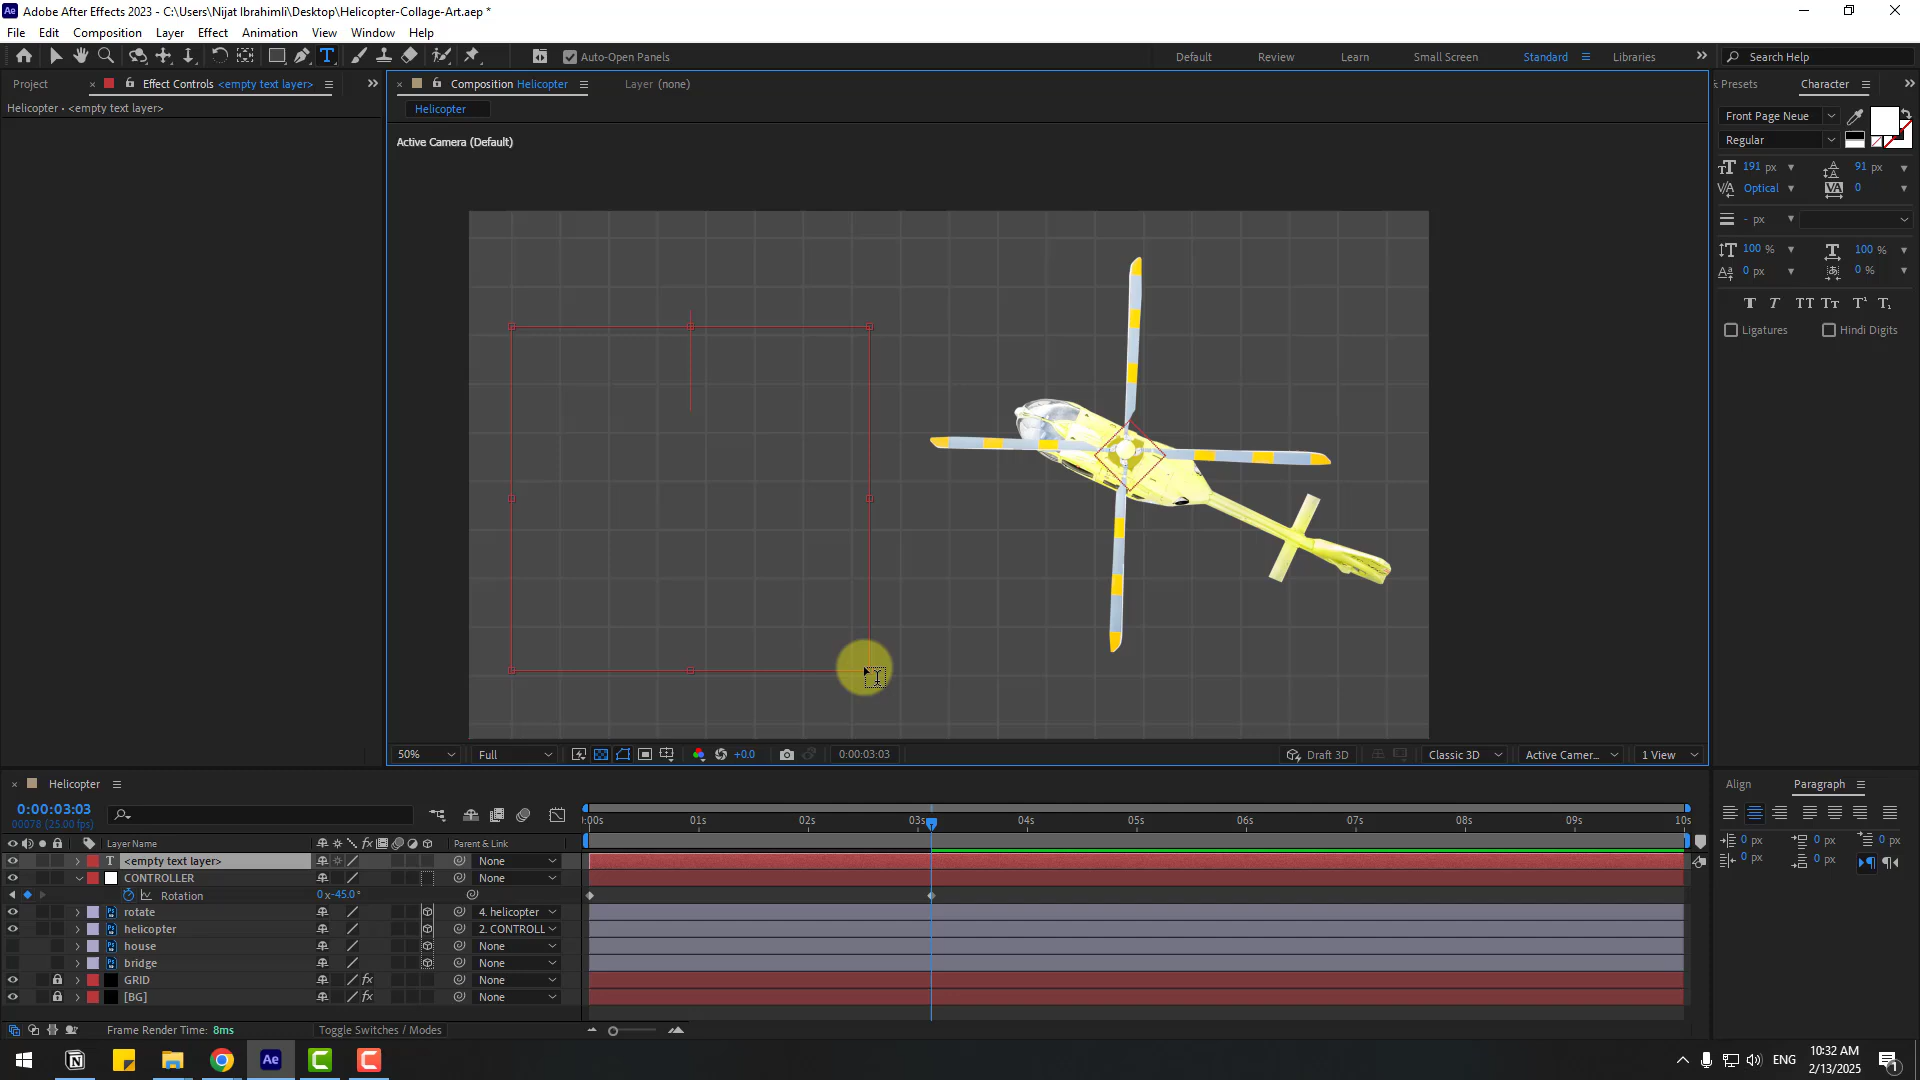 Adobe After Effects 2023 - C:\Users\Nijat Ibrahimli\Desktop\Helicopter-Collage-Art.aep *
File Edit Composition Layer Effect Animation View Window Help
Auto-Open Panels Default Review Learn Small Screen Standard Libraries Search Help
Project Effect Controls <empty text layer> Composition Helicopter Layer (none) Presets Character
Helicopter • <empty text layer> Helicopter
Active Camera (Default)
Front Page Neue
Regular
191 px 91 px
Optical 0
- px
100 % 100 %
0 px 0 %
Ligatures Hindi Digits
50% Full +0.0 0:00:03:03 Draft 3D Classic 3D Active Camer... 1 View
Helicopter Align Paragraph
0:00:03:03
00078 (25.00 fps)
:00s 01s 02s 03s 04s 05s 06s 07s 08s 09s 10s
0 px 0 px 0 px
0 px 0 px
Layer Name Parent & Link
T <empty text layer> None
CONTROLLER None
Rotation 0 x-45.0 °
rotate 4. helicopter
helicopter 2. CONTROLL
house None
bridge None
GRID None
[BG] None
Frame Render Time: 8ms Toggle Switches / Modes
ENG 10:32 AM
2/13/2025
1